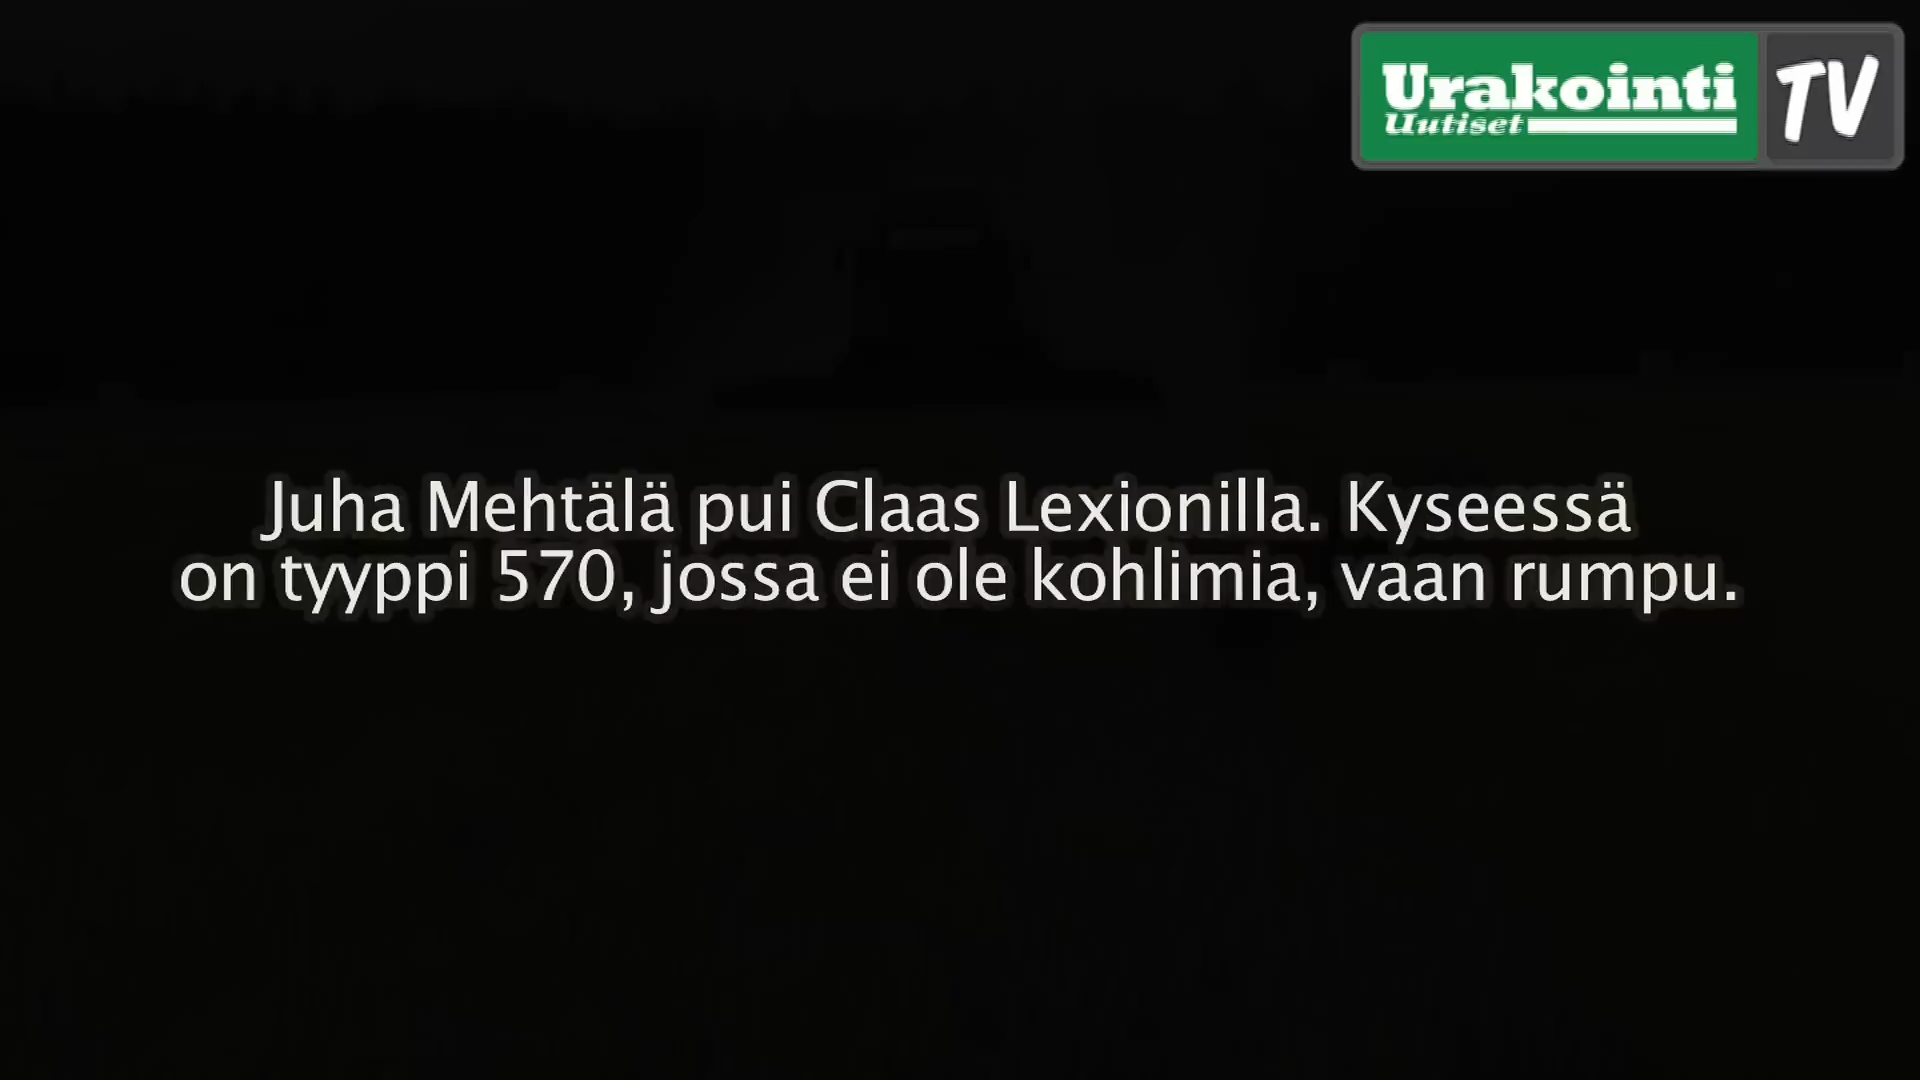 Urakointi
Uutiset
TV
Juha Mehtälä pui Claas Lexionilla. Kyseessä
on tyyppi 570, jossa ei ole kohlimia, vaan rumpu.